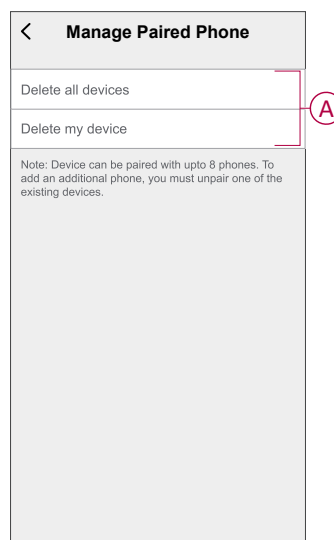 Manage Paired Phone
Delete all devices
A
Delete my device
Note: Device can be paired with upto 8 phones. To
add an additional phone, you must unpair one of the
existing devices.